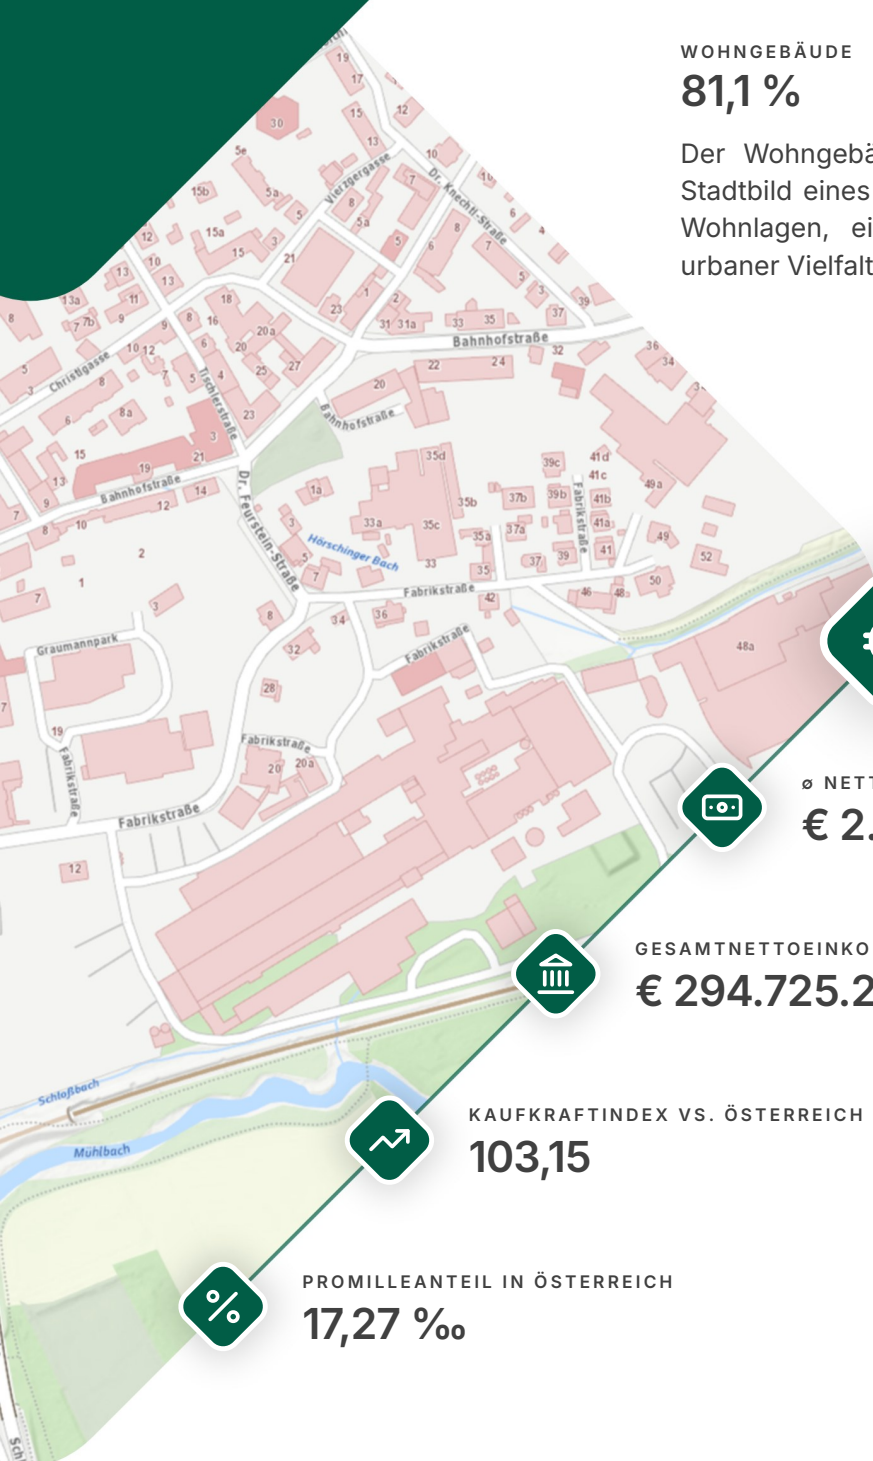 WOHNGEBÄUDE
81,1 %
Der Wohngebä
Stadtbild eines
Wohnlagen, ei
urbaner Vielfalt
Vierzgergasse
Dr. Knechtl-Straße
Bahnhofstraße
Christlgasse
Tischlerstraße
Bahnhofstraße
Bahnhofstraße
Dr. Feurstein-Straße
Hörschinger Bach
Fabrikstraße
Fabrikstraße
Graumannpark
Fabrikstraße
Fabrikstraße
Fabrikstraße
Fabrikstraße
ø NETT
€ 2.
GESAMTNETTOEINKO
€ 294.725.2
Schloßbach
Mühlbach
KAUFKRAFTINDEX VS. ÖSTERREICH
103,15
PROMILLEANTEIL IN ÖSTERREICH
17,27 ‰